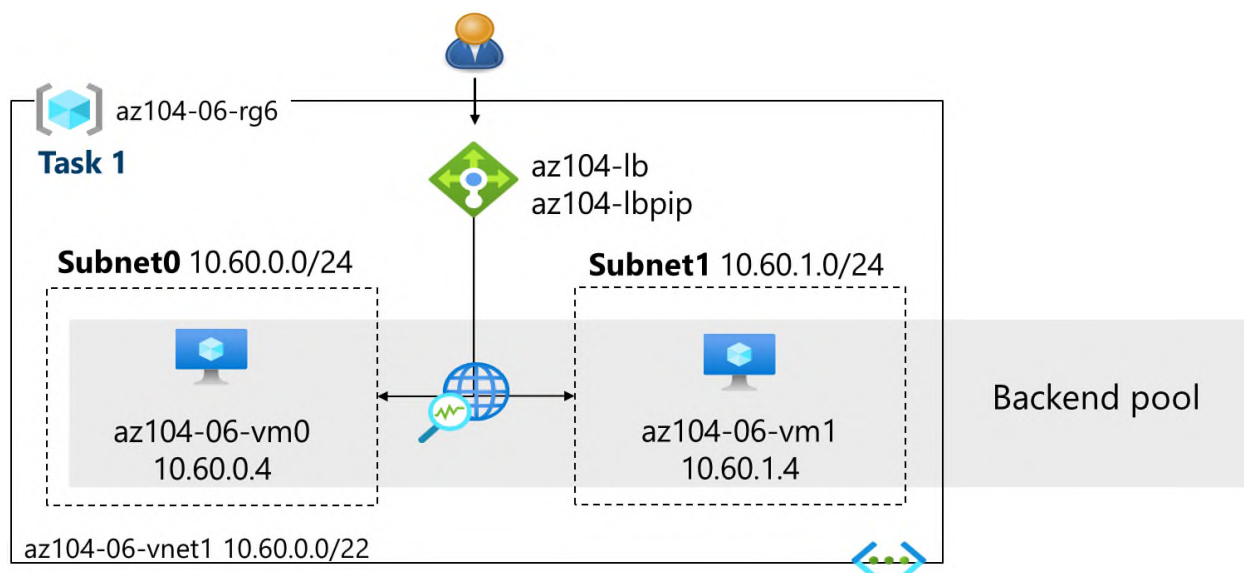 az104-06-rg6
Task 1
az104-lb
az104-lbpip
Subnet0 10.60.0.0/24
Subnet1 10.60.1.0/24
az104-06-vm0
10.60.0.4
az104-06-vm1
10.60.1.4
Backend pool
az104-06-vnet1 10.60.0.0/22